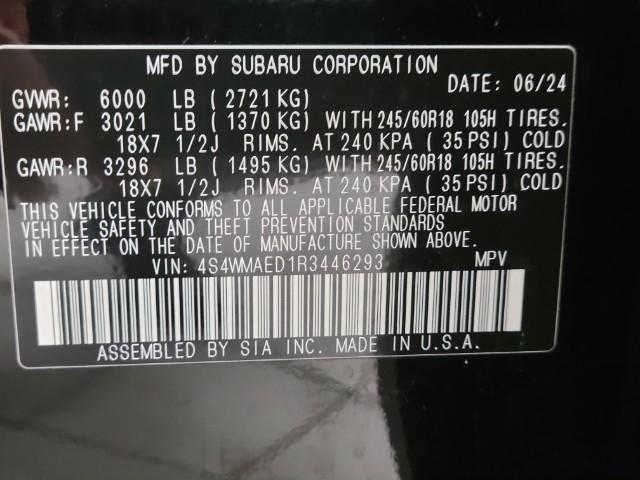 MFD BY SUBARU CORPORATION
DATE: 06/24
GVWR: 6000 LB (2721 KG)
GAWR:F 3021 LB (1370 KG) WITH 245/60R18 105H TIRES.
18X7 1/2J RIMS. AT 240 KPA (35 PSI) COLD
GAWR:R 3296 LB (1495 KG) WITH 245/60R18 105H TIRES.
18X7 1/2J RIMS. AT 240 KPA (35 PSI) COLD
THIS VEHICLE CONFORMS TO ALL APPLICABLE FEDERAL MOTOR
VEHICLE SAFETY AND THEFT PREVENTION STANDARDS
IN EFFECT ON THE DATE OF MANUFACTURE SHOWN ABOVE.
VIN: 4S4WMAED1R3446293 MPV
ASSEMBLED BY SIA INC. MADE IN U.S.A.